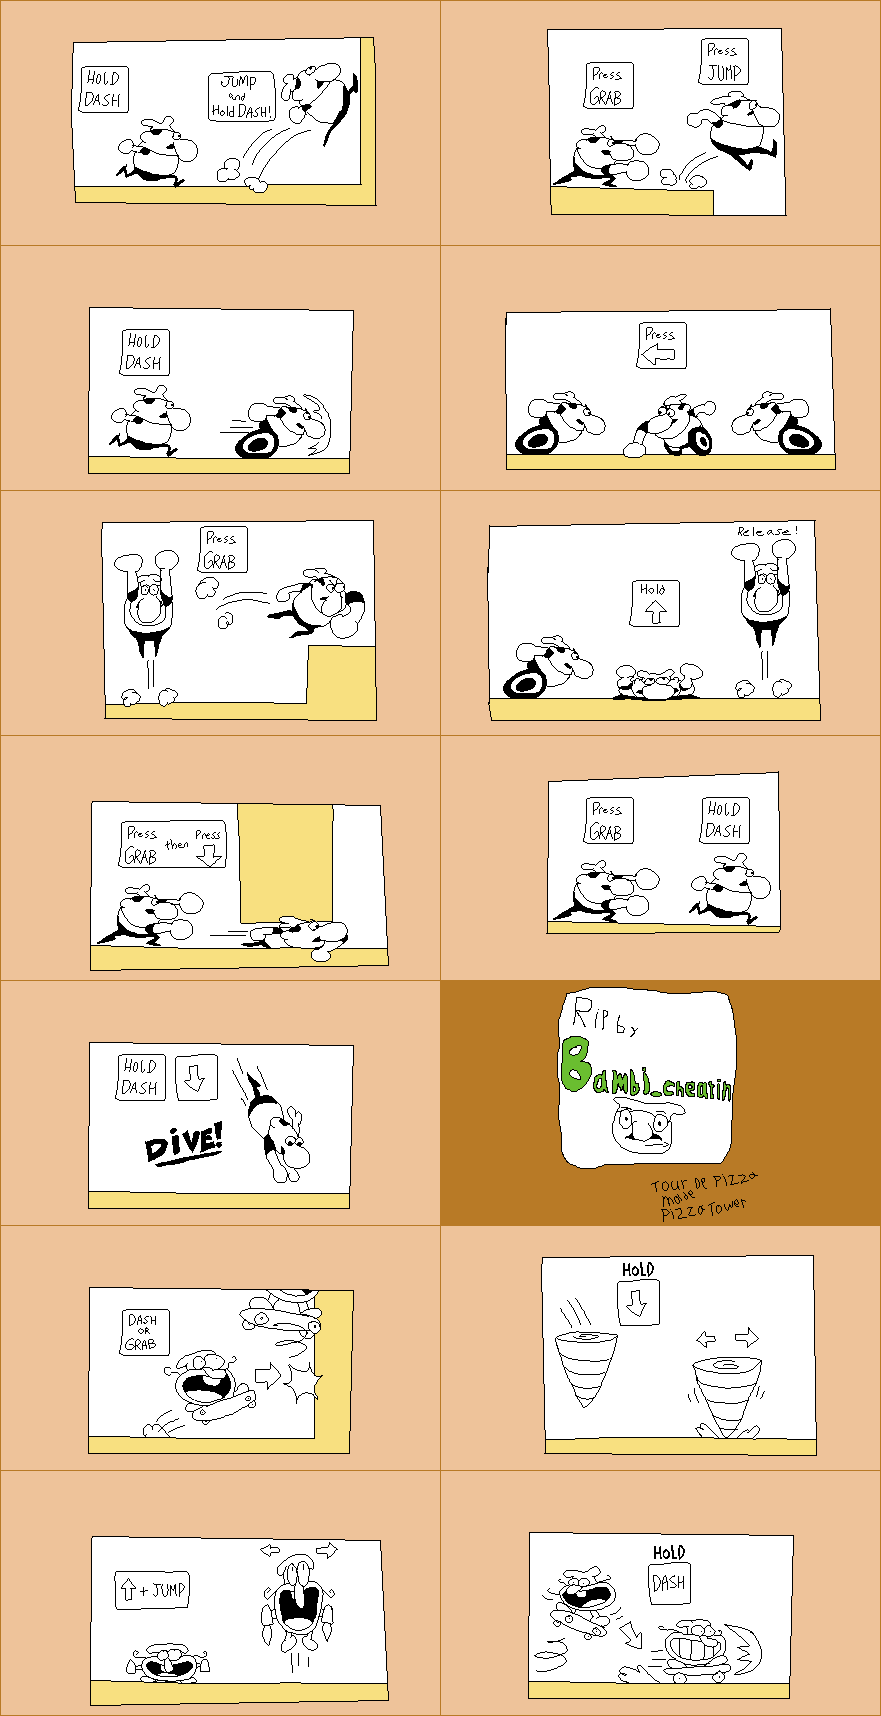 HOLD
DASH
JUMP
and
Hold DASH!
Press
GRAB
Press
JUMP
HOLD
DASH
Press
Press
GRAB
Release!
Hold
Press
GRAB
then
Press
Press
GRAB
HOLD
DASH
HOLD
DASH
DIVE!
Rip by
Bambi_cheatin
TOUR DE PIZZA
made
PIZZA TOWER
DASH
OR
GRAB
HOLD
+ JUMP
HOLD
DASH